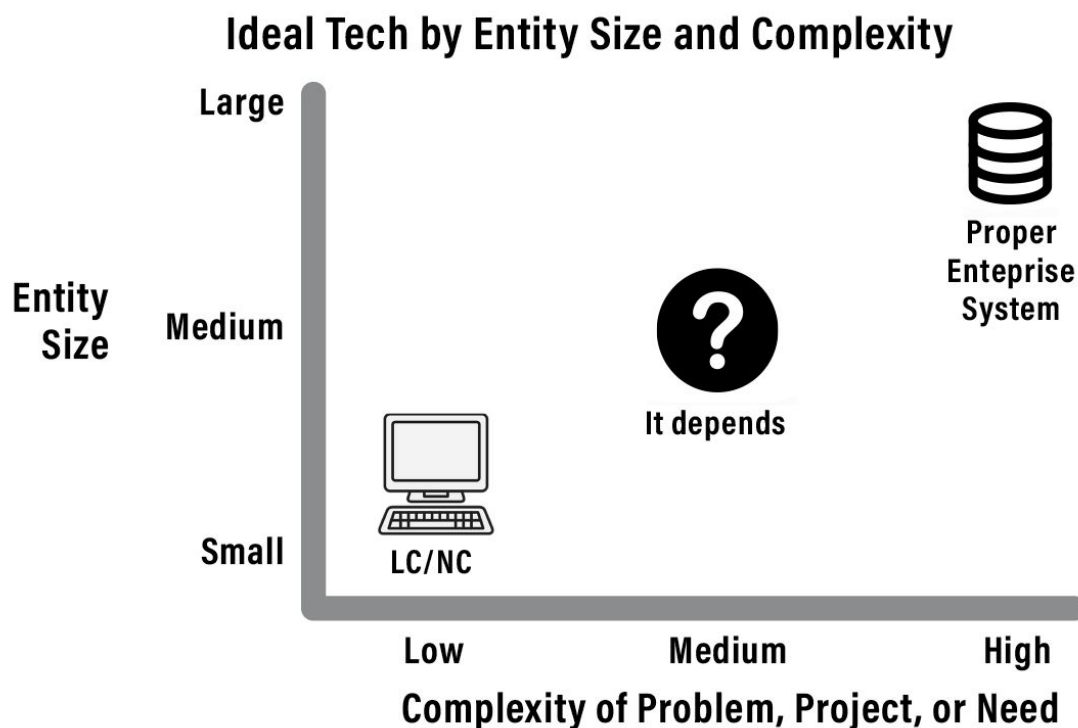 Ideal Tech by Entity Size and Complexity
Large
Proper
Enteprise
System
Entity
Size
Medium
?
It depends
Small
LC/NC
Low
Medium
High
Complexity of Problem, Project, or Need